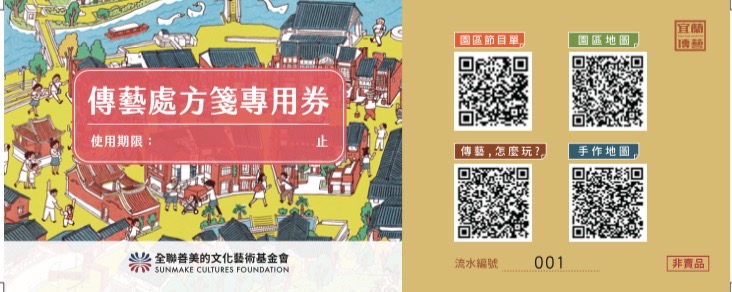 傳藝處方箋專用券
使用期限：　　　　　　　止
全聯善美的文化藝術基金會
SUNMAKE CULTURES FOUNDATION
園區節目單
園區地圖
宜蘭
傳藝
傳藝,怎麼玩?
手作地圖
流水編號 001
非賣品